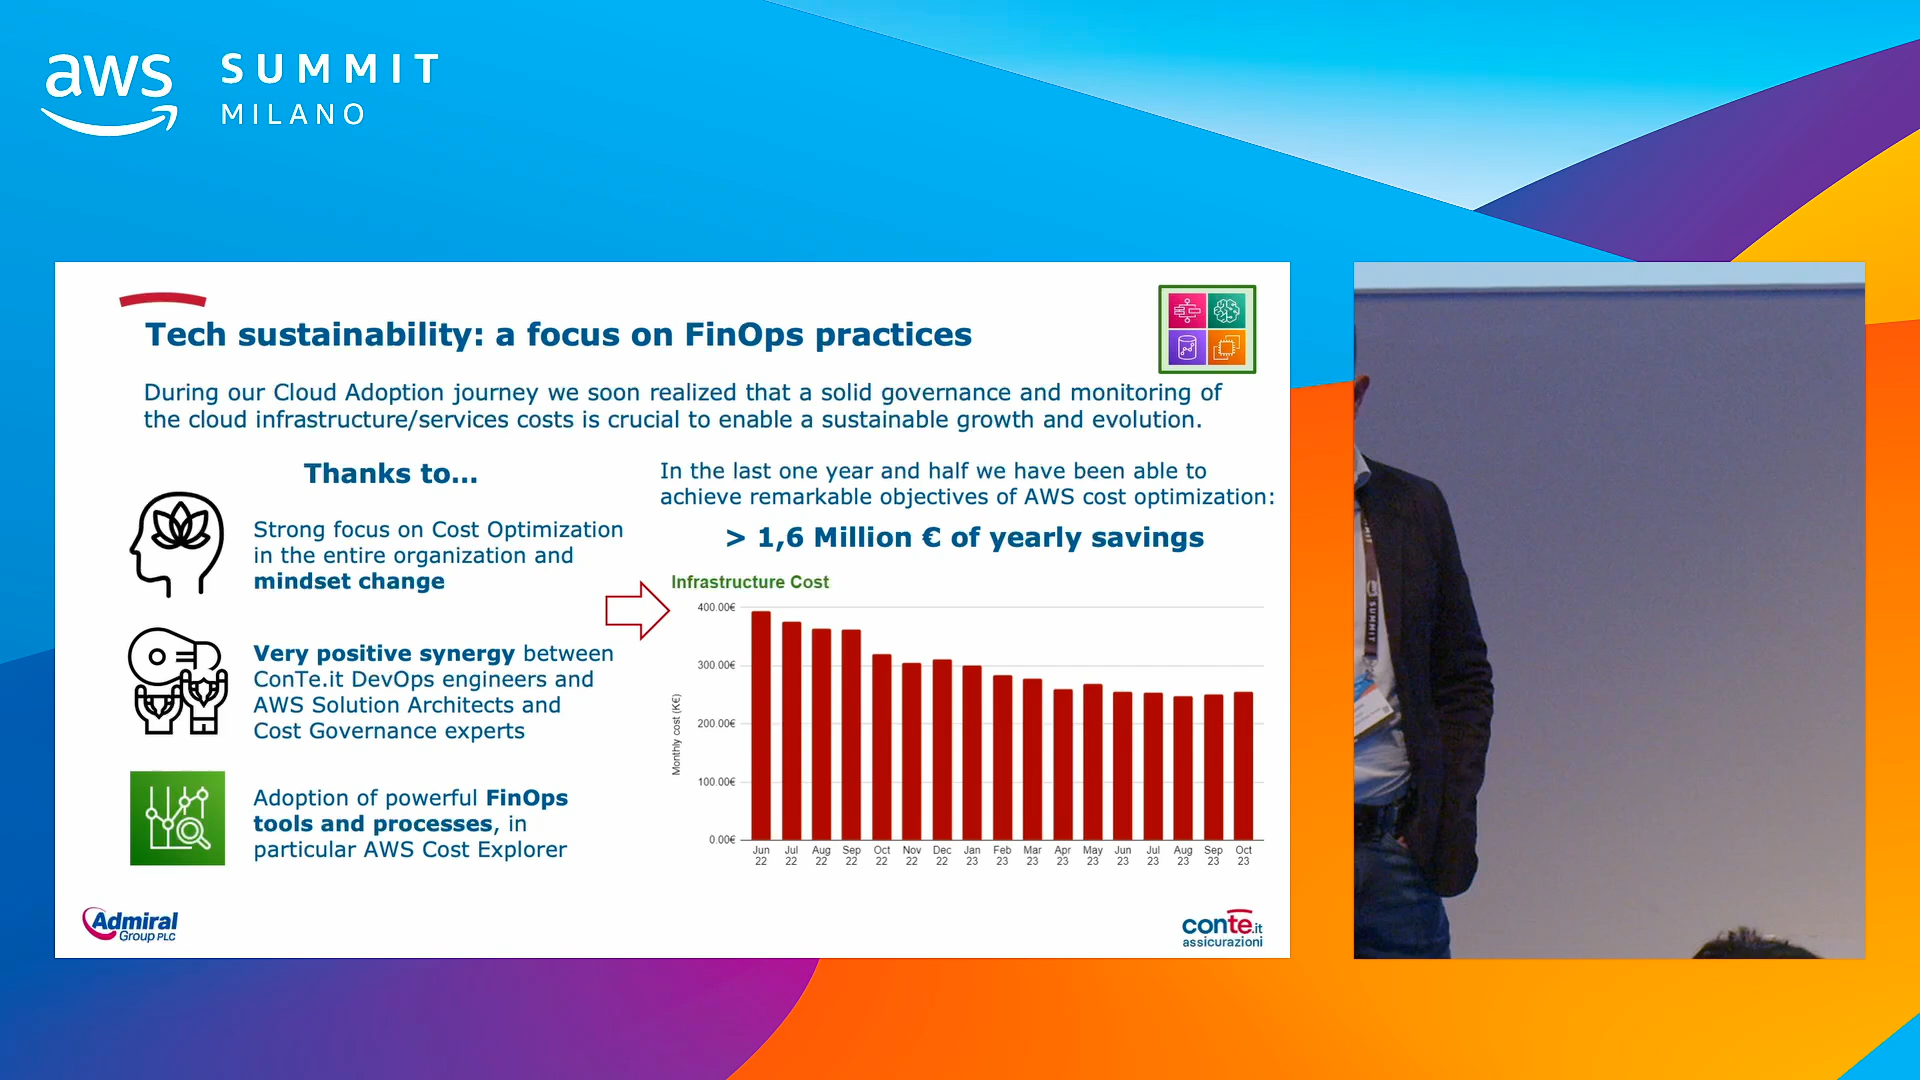 aws
SUMMIT
MILANO
Tech sustainability: a focus on FinOps practices
During our Cloud Adoption journey we soon realized that a solid governance and monitoring of
the cloud infrastructure/services costs is crucial to enable a sustainable growth and evolution.
Thanks to...
Strong focus on Cost Optimization
in the entire organization and
mindset change
Very positive synergy between
ConTe.it DevOps engineers and
AWS Solution Architects and
Cost Governance experts
Adoption of powerful FinOps
tools and processes, in
particular AWS Cost Explorer
In the last one year and half we have been able to
achieve remarkable objectives of AWS cost optimization:
> 1,6 Million € of yearly savings
Infrastructure Cost
Monthly cost (K€)
400.00€
300.00€
200.00€
100.00€
0.00€
Jun 22
Jul 22
Aug 22
Sep 22
Oct 22
Nov 22
Dec 22
Jan 23
Feb 23
Mar 23
Apr 23
May 23
Jun 23
Jul 23
Aug 23
Sep 23
Oct 23
Admiral
Group PLC
conte.it
assicurazioni
SUMMIT